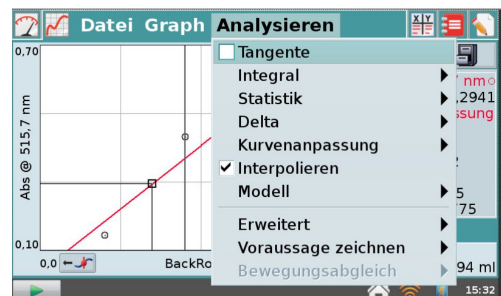 Datei Graph Analysieren
0,70
Abs @ 515,7 nm
0,10
0,0
BackRo
Tangente
Integral
Statistik
Delta
Kurvenanpassung
Interpolieren
Modell
Erweitert
Voraussage zeichnen
Bewegungsabgleich
X Y
nm
,2941
ssung
5
75
94 ml
15:32